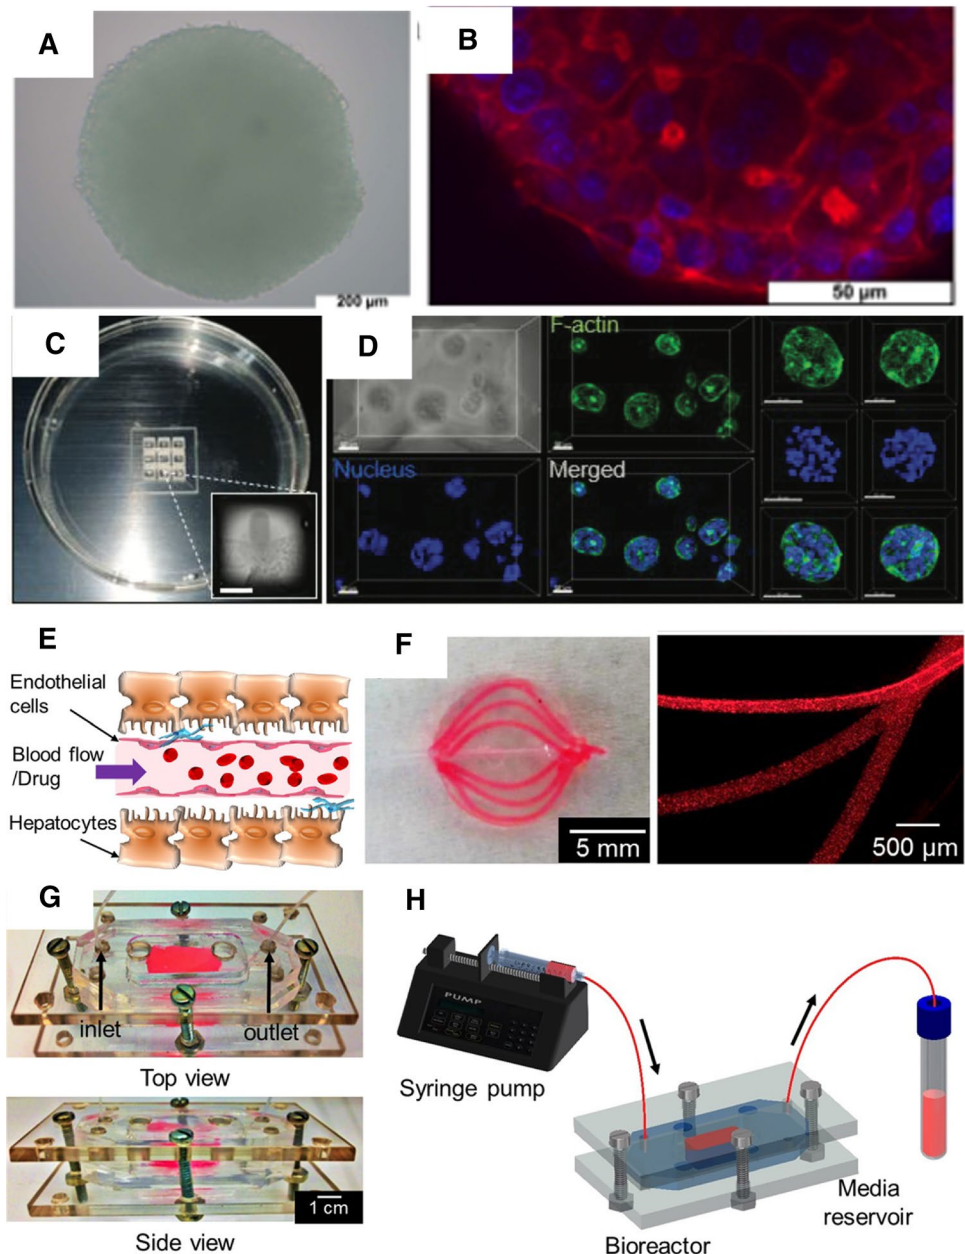 A
200 µm
B
50 µm
C
D
F-actin
Nucleus
Merged
E
Endothelial
cells
Blood flow
/Drug
Hepatocytes
F
5 mm
500 µm
G
inlet
outlet
Top view
1 cm
Side view
H
PUMP
Syringe pump
Media
reservoir
Bioreactor